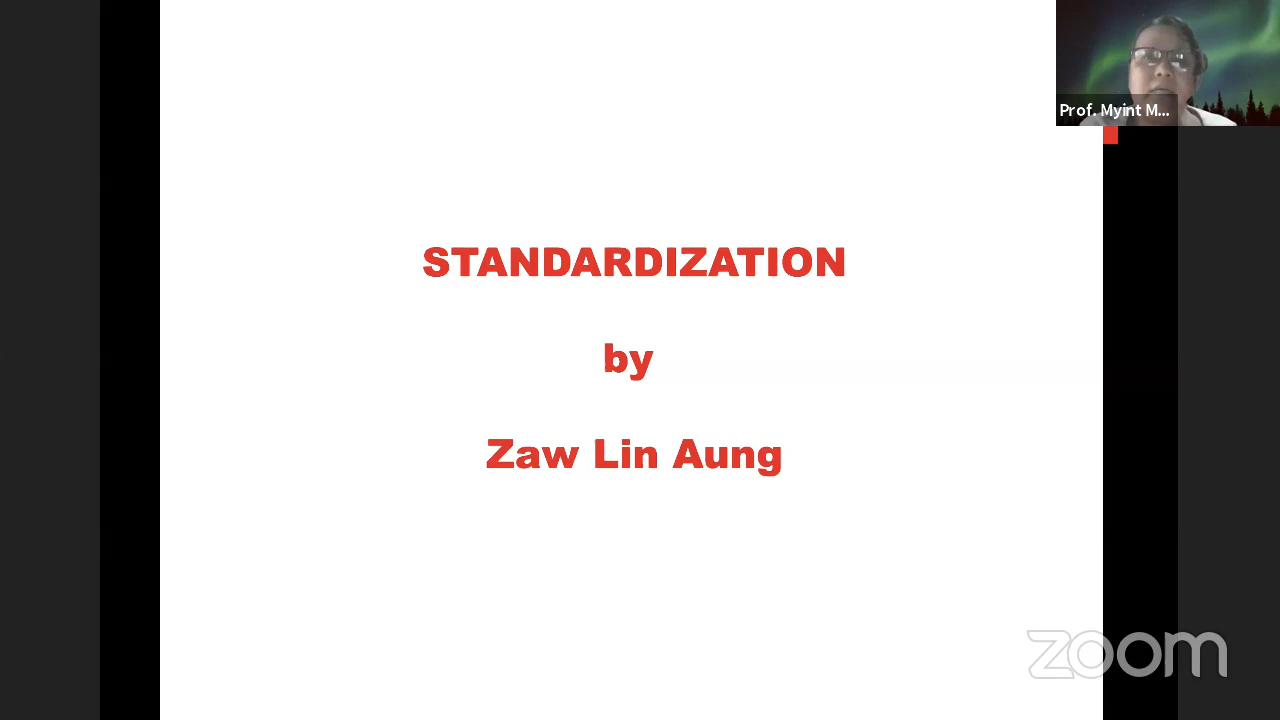 Prof. Myint M...
STANDARDIZATION
by
Zaw Lin Aung
zoom